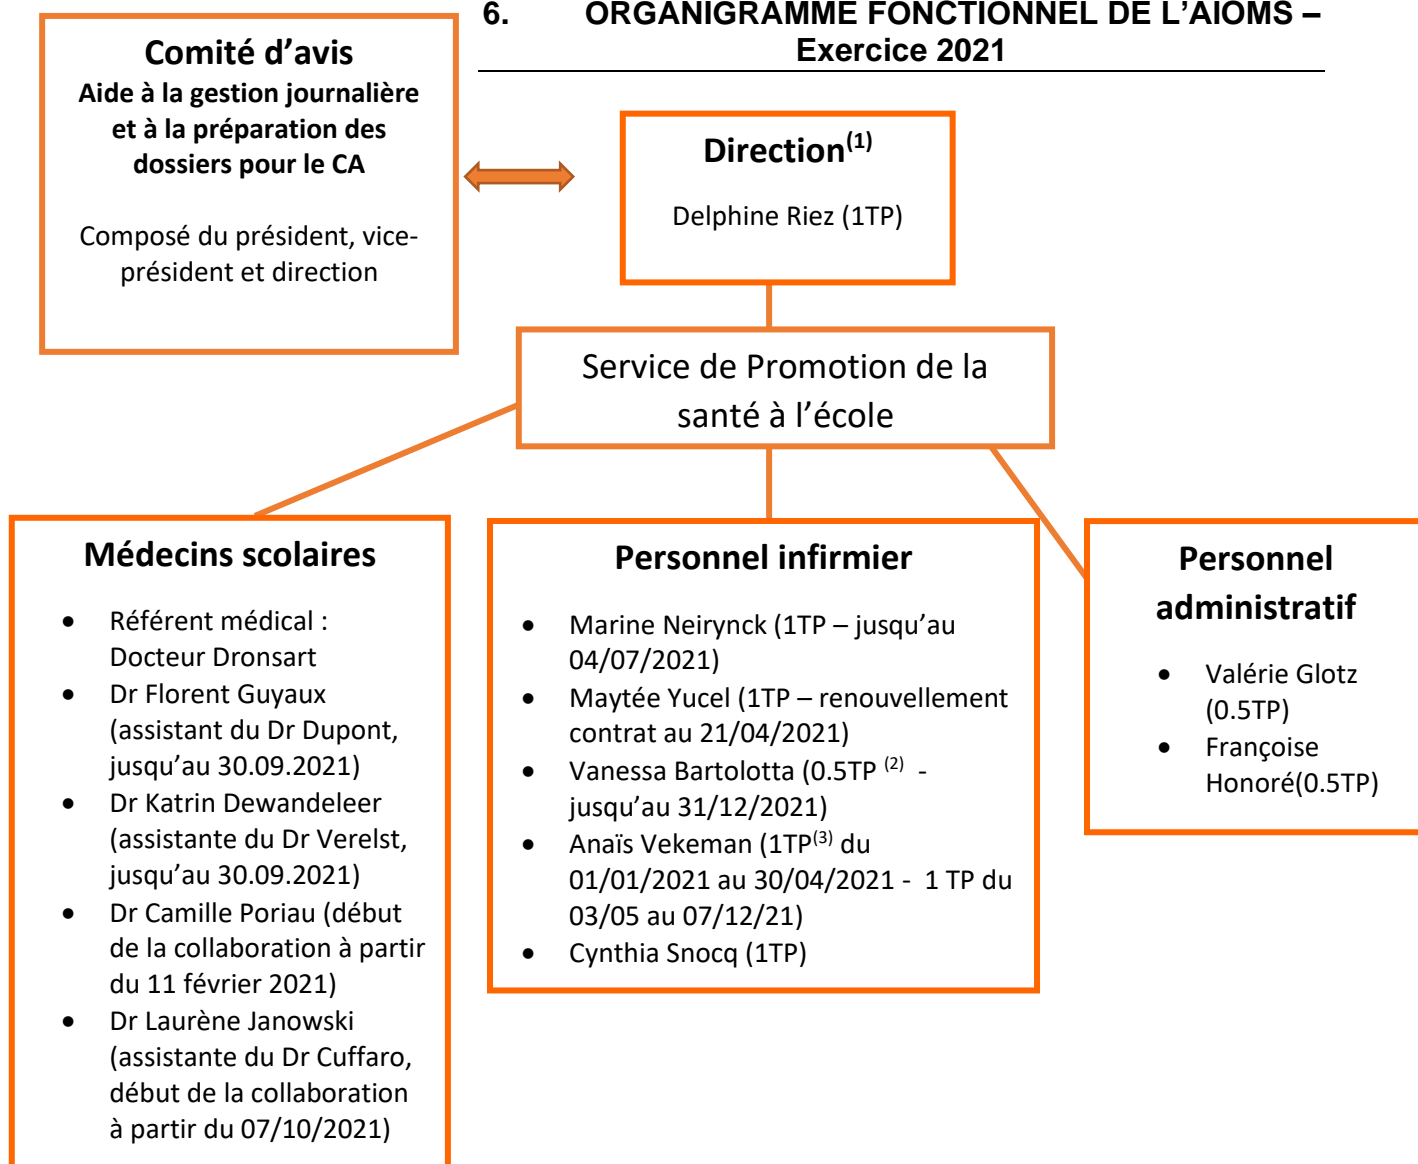 6. ORGANIGRAMME FONCTIONNEL DE L’AIOMS –
Exercice 2021
Comité d’avis
Aide à la gestion journalière
et à la préparation des
dossiers pour le CA
Composé du président, vice-
président et direction
Direction(1)
Delphine Riez (1TP)
Service de Promotion de la
santé à l’école
Médecins scolaires
• Référent médical :
Docteur Dronsart
• Dr Florent Guyaux
(assistant du Dr Dupont,
jusqu’au 30.09.2021)
• Dr Katrin Dewandeleer
(assistante du Dr Verelst,
jusqu’au 30.09.2021)
• Dr Camille Poriau (début
de la collaboration à partir
du 11 février 2021)
• Dr Laurène Janowski
(assistante du Dr Cuffaro,
début de la collaboration
à partir du 07/10/2021)
Personnel infirmier
• Marine Neirynck (1TP – jusqu’au
04/07/2021)
• Maytée Yucel (1TP – renouvellement
contrat au 21/04/2021)
• Vanessa Bartolotta (0.5TP (2) -
jusqu’au 31/12/2021)
• Anaïs Vekeman (1TP(3) du
01/01/2021 au 30/04/2021 - 1 TP du
03/05 au 07/12/21)
• Cynthia Snocq (1TP)
Personnel
administratif
• Valérie Glotz
(0.5TP)
• Françoise
Honoré(0.5TP)